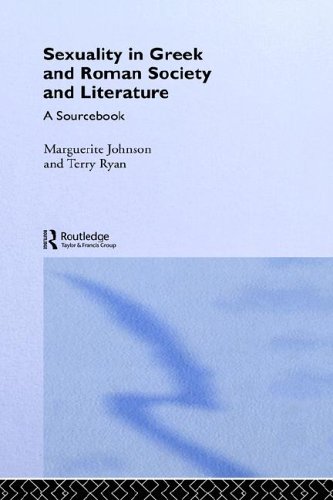 Sexuality in Greek
and Roman Society
and Literature
A Sourcebook
Marguerite Johnson
and Terry Ryan
Routledge
Taylor & Francis Group